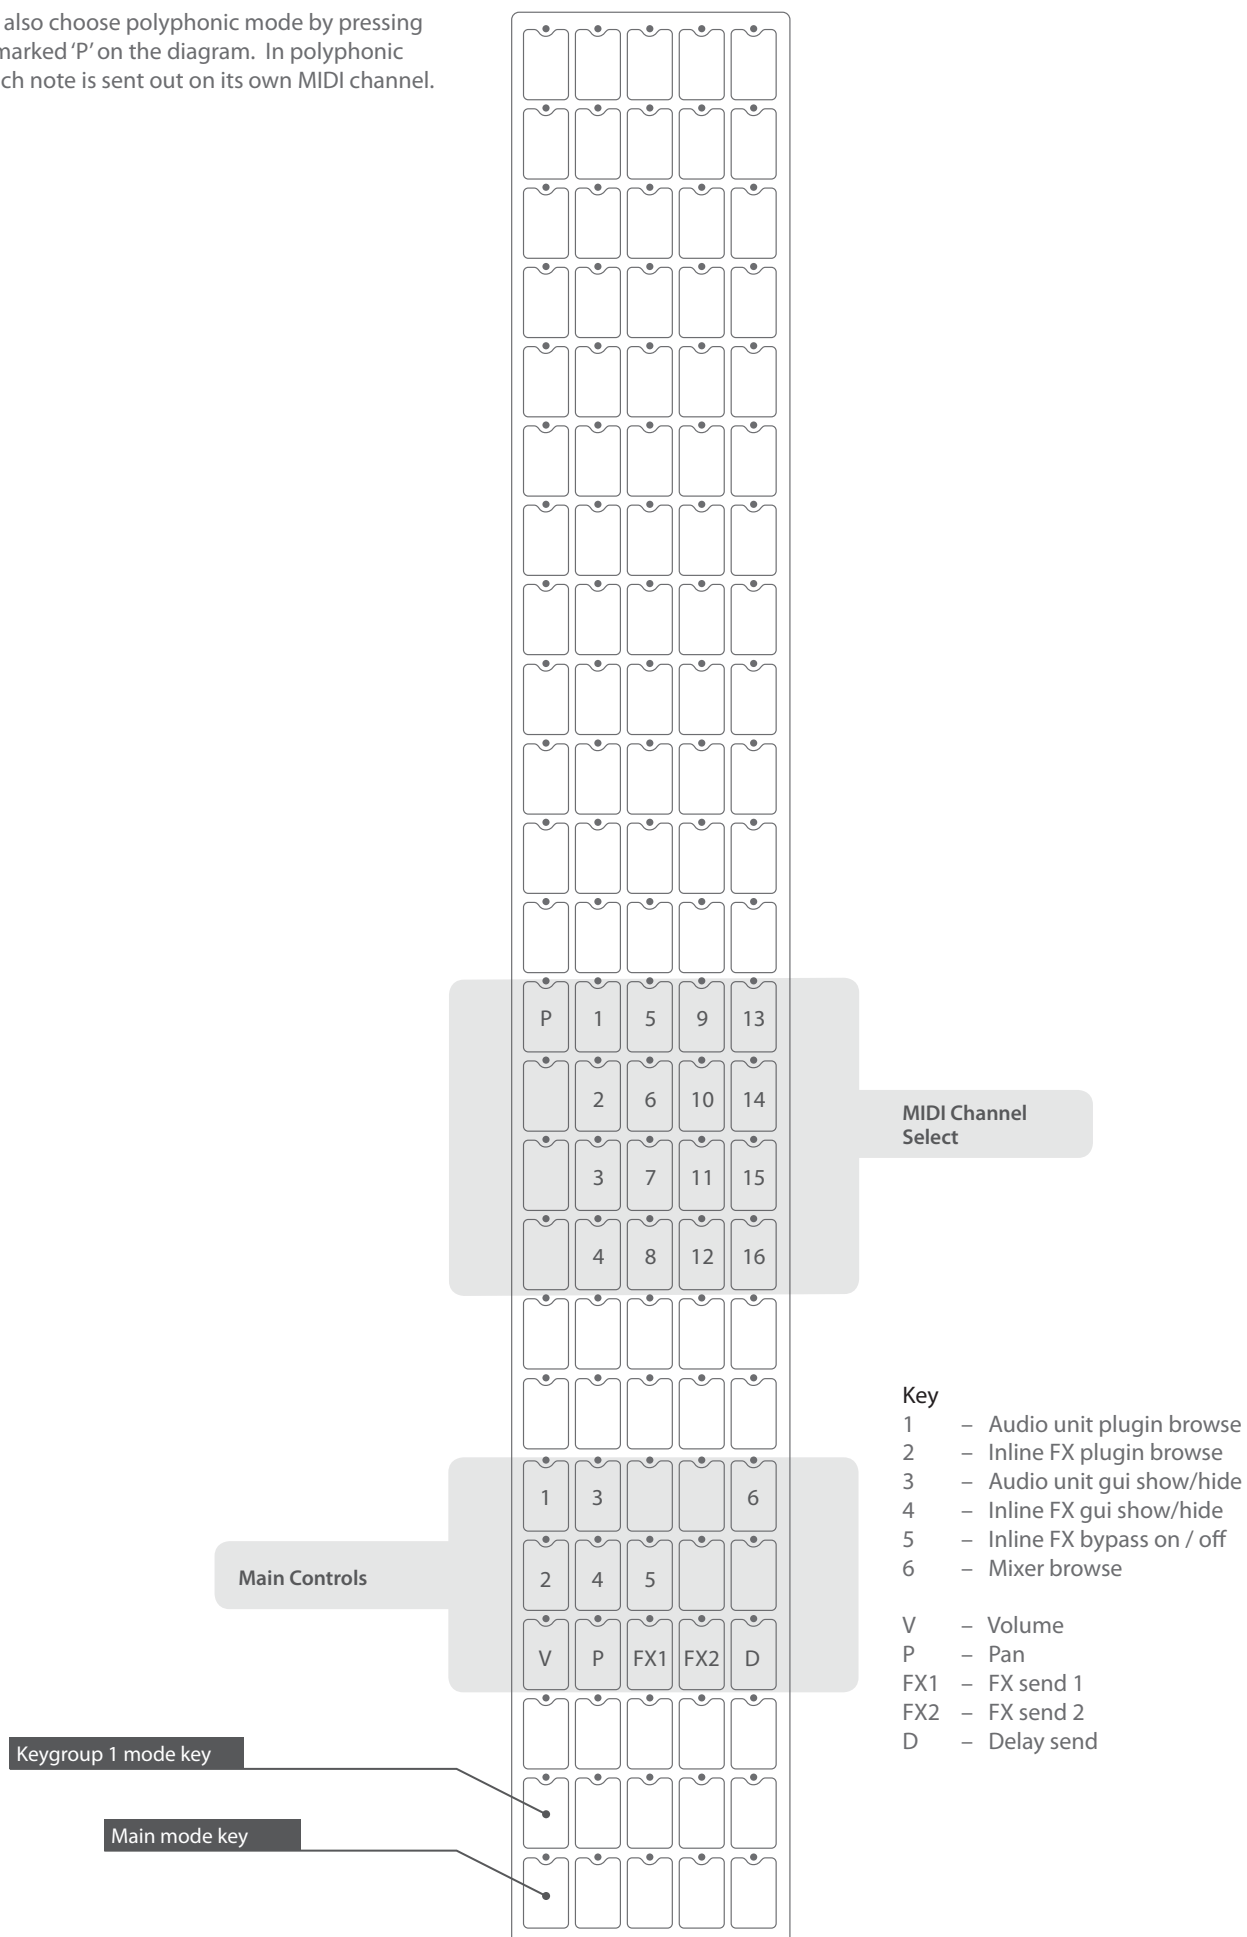 also choose polyphonic mode by pressing
marked ‘P’ on the diagram.  In polyphonic
note is sent out on its own MIDI channel.
P 1 5 9 13
2 6 10 14
3 7 11 15
4 8 12 16
MIDI Channel
Select
1 3 6
2 4 5
V P FX1 FX2 D
Main Controls
Key
1 – Audio unit plugin browse
2 – Inline FX plugin browse
3 – Audio unit gui show/hide
4 – Inline FX gui show/hide
5 – Inline FX bypass on / off
6 – Mixer browse
V – Volume
P – Pan
FX1 – FX send 1
FX2 – FX send 2
D – Delay send
Keygroup 1 mode key
Main mode key